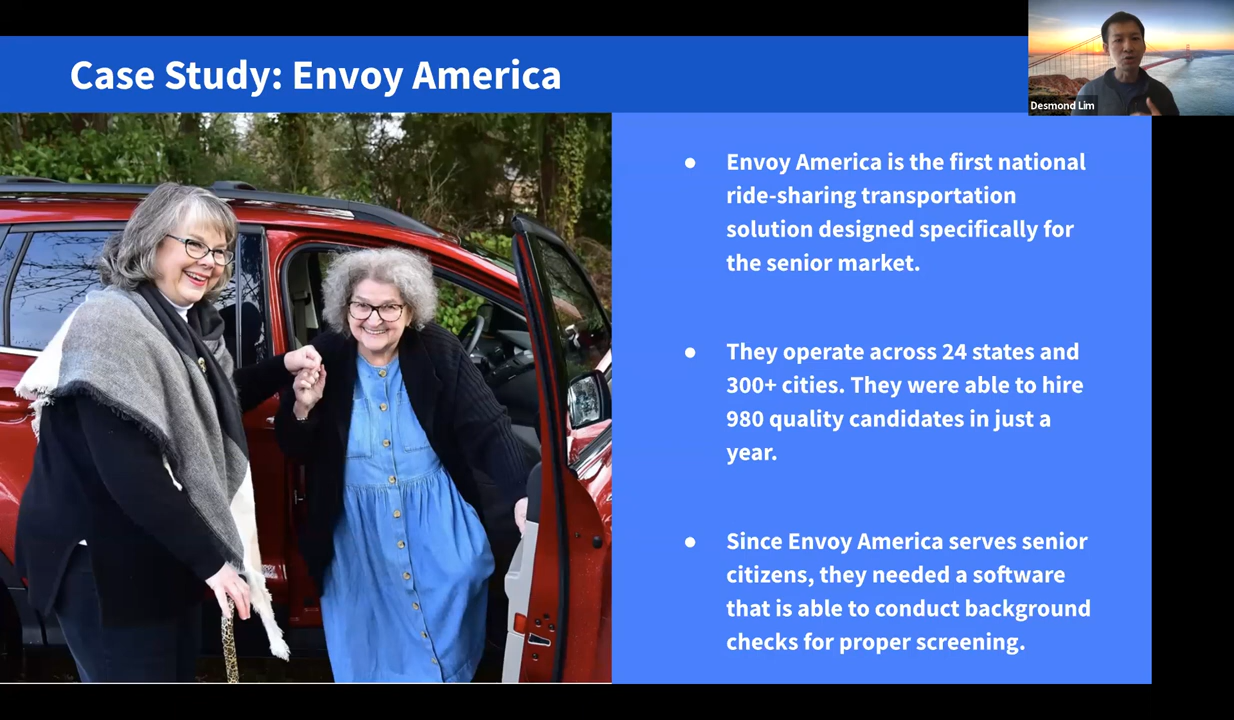 Case Study: Envoy America
Desmond Lim
● Envoy America is the first national
ride-sharing transportation
solution designed specifically for
the senior market.
● They operate across 24 states and
300+ cities. They were able to hire
980 quality candidates in just a
year.
● Since Envoy America serves senior
citizens, they needed a software
that is able to conduct background
checks for proper screening.